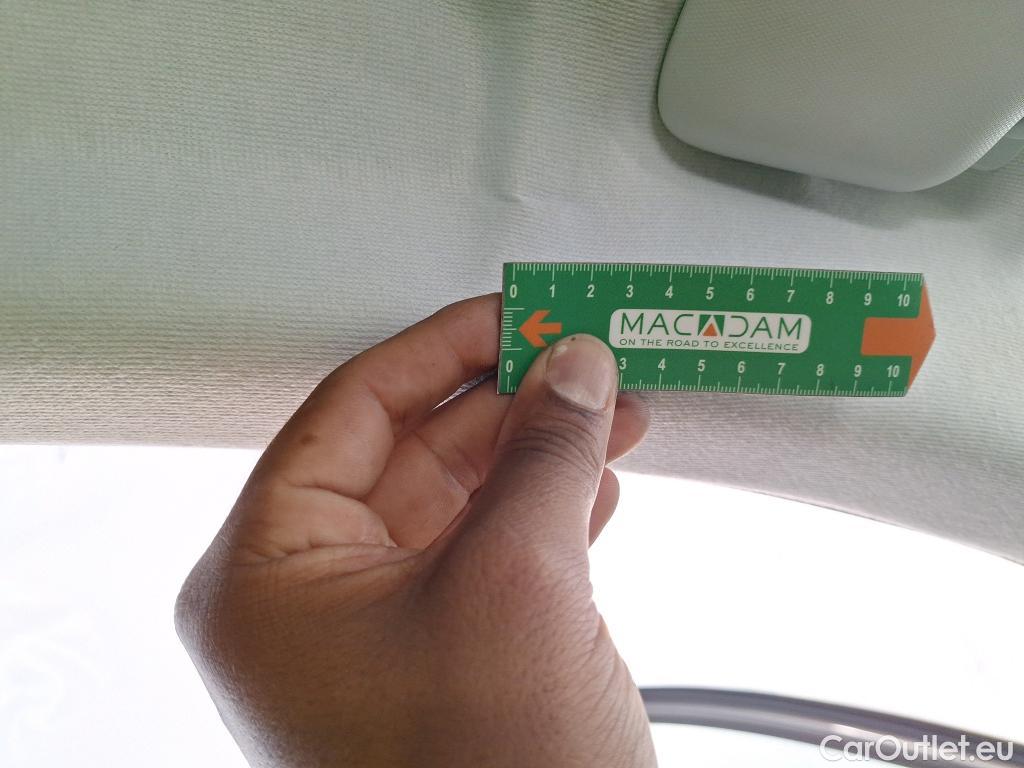 0 1 2 3 4 5 6 7 8 9 10
MACADAM
ON THE ROAD TO EXCELLENCE
0 3 4 5 6 7 8 9 10
CarOutlet.eu